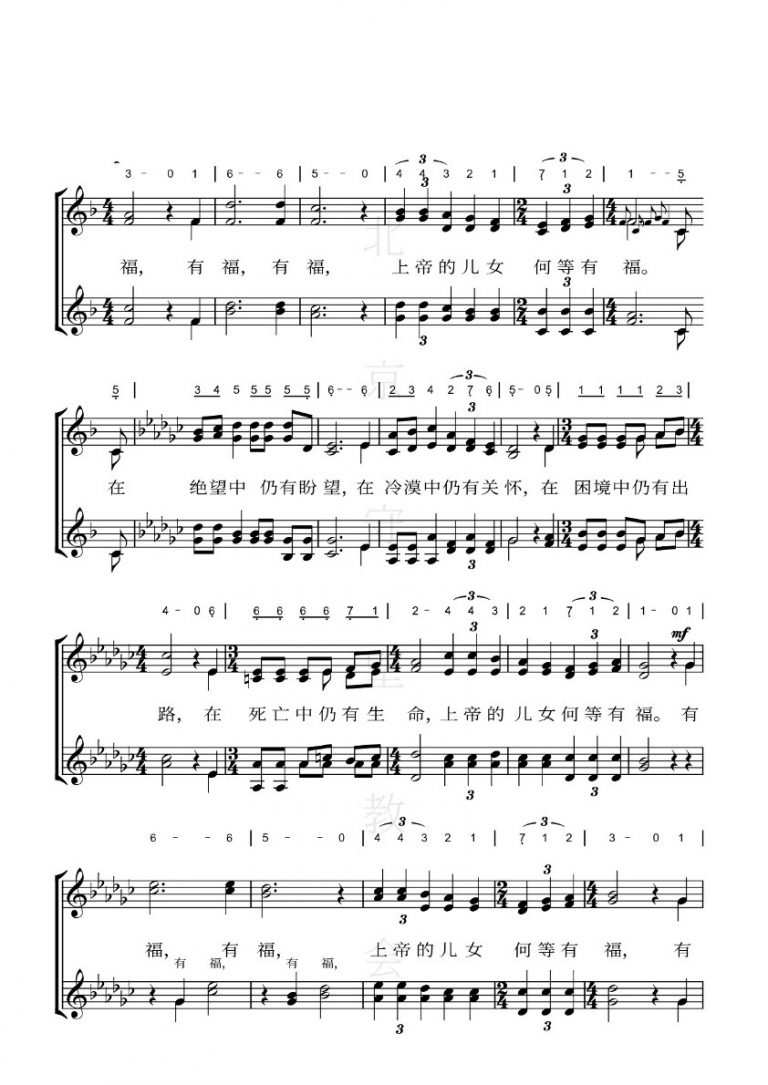 3 - 0 1 | 6 - - 6 | 5 - - 0 | 4 4 3 2 1 | 7 1 2 | 1 - - 5
福, 有 福, 有 福, 上 帝 的 儿 女 何 等 有 福。
5 | 3 4 5 5 5 5 5 | 6 - - 6 | 2 3 4 2 7 6 | 5 - 0 5 | 1 1 1 1 2 3 |
在 绝 望 中 仍 有 盼 望, 在 冷 漠 中 仍 有 关 怀, 在 困 境 中 仍 有 出
4 - 0 6 | 6 6 6 6 7 1 | 2 - 4 4 3 | 2 1 7 1 2 | 1 - 0 1 |
mf
路, 在 死 亡 中 仍 有 生 命, 上 帝 的 儿 女 何 等 有 福。 有
6 - - 6 | 5 - - 0 | 4 4 3 2 1 | 7 1 2 | 3 - 0 1 |
福, 有 福, 上 帝 的 儿 女 何 等 有 福, 有
有 福, 有 福,
北京守望教会